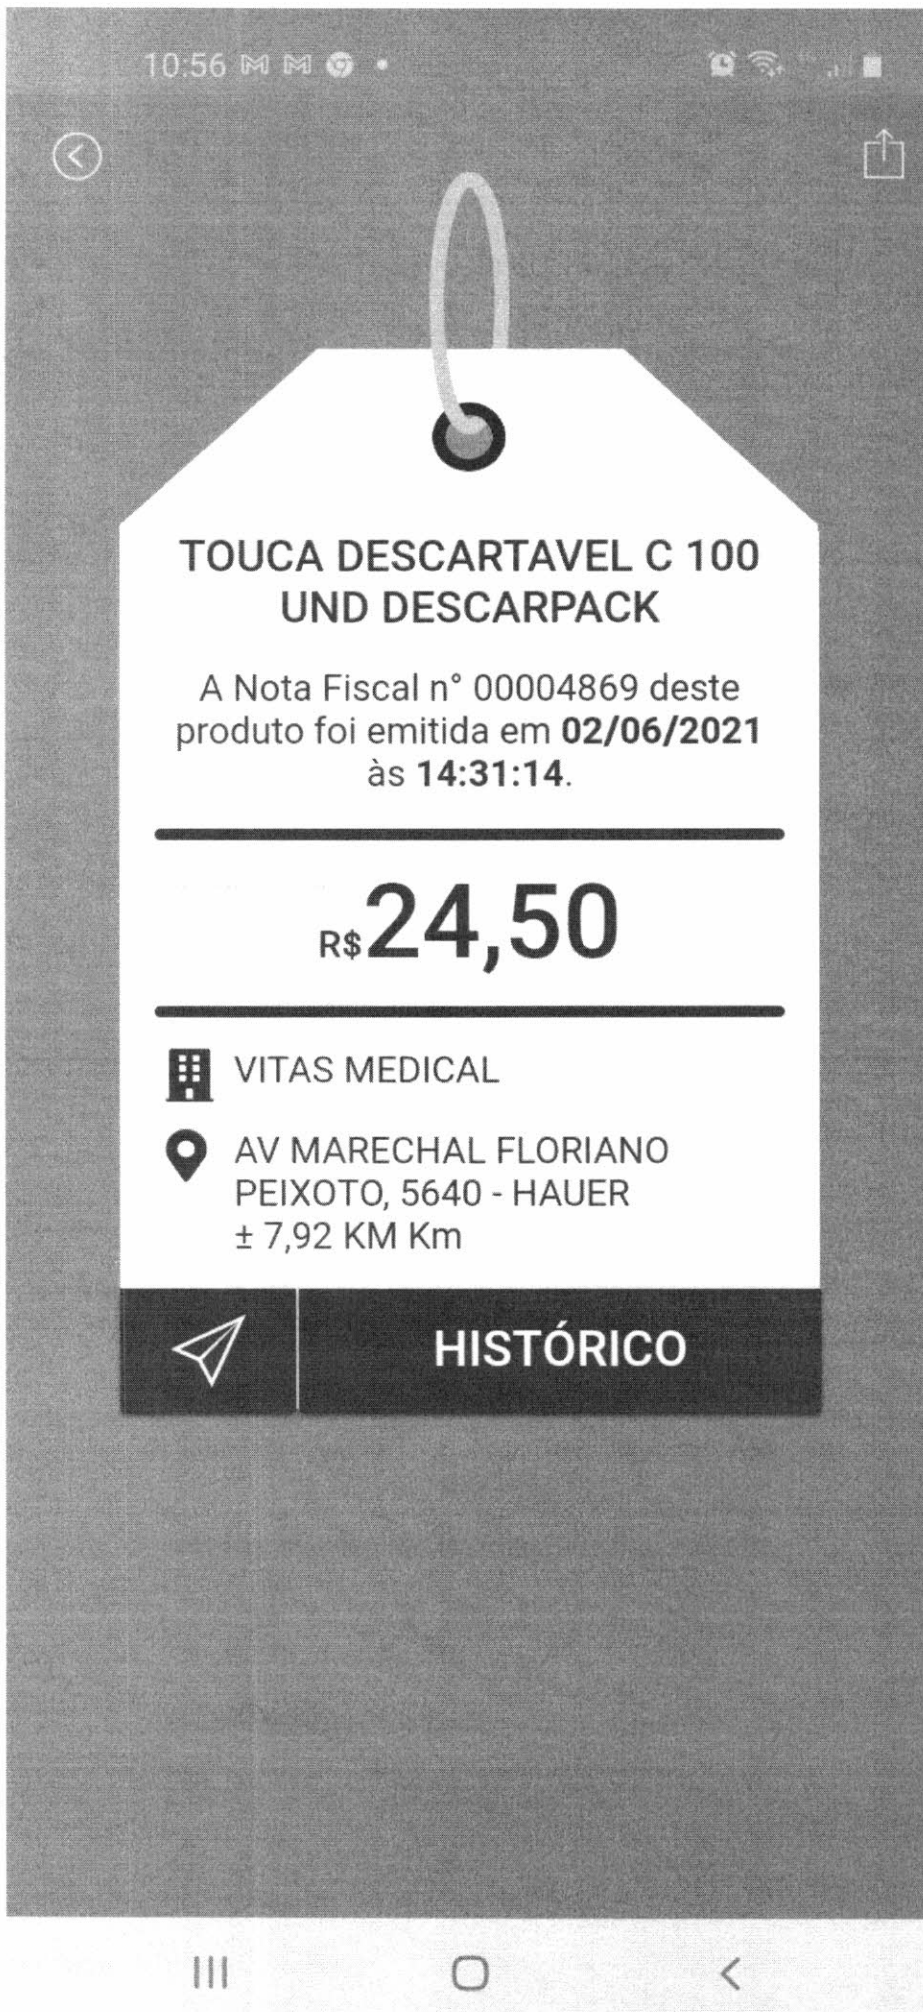 10:56
TOUCA DESCARTAVEL C 100
UND DESCARPACK
A Nota Fiscal n° 00004869 deste
produto foi emitida em 02/06/2021
às 14:31:14.
R$24,50
VITAS MEDICAL
AV MARECHAL FLORIANO
PEIXOTO, 5640 - HAUER
± 7,92 KM Km
HISTÓRICO